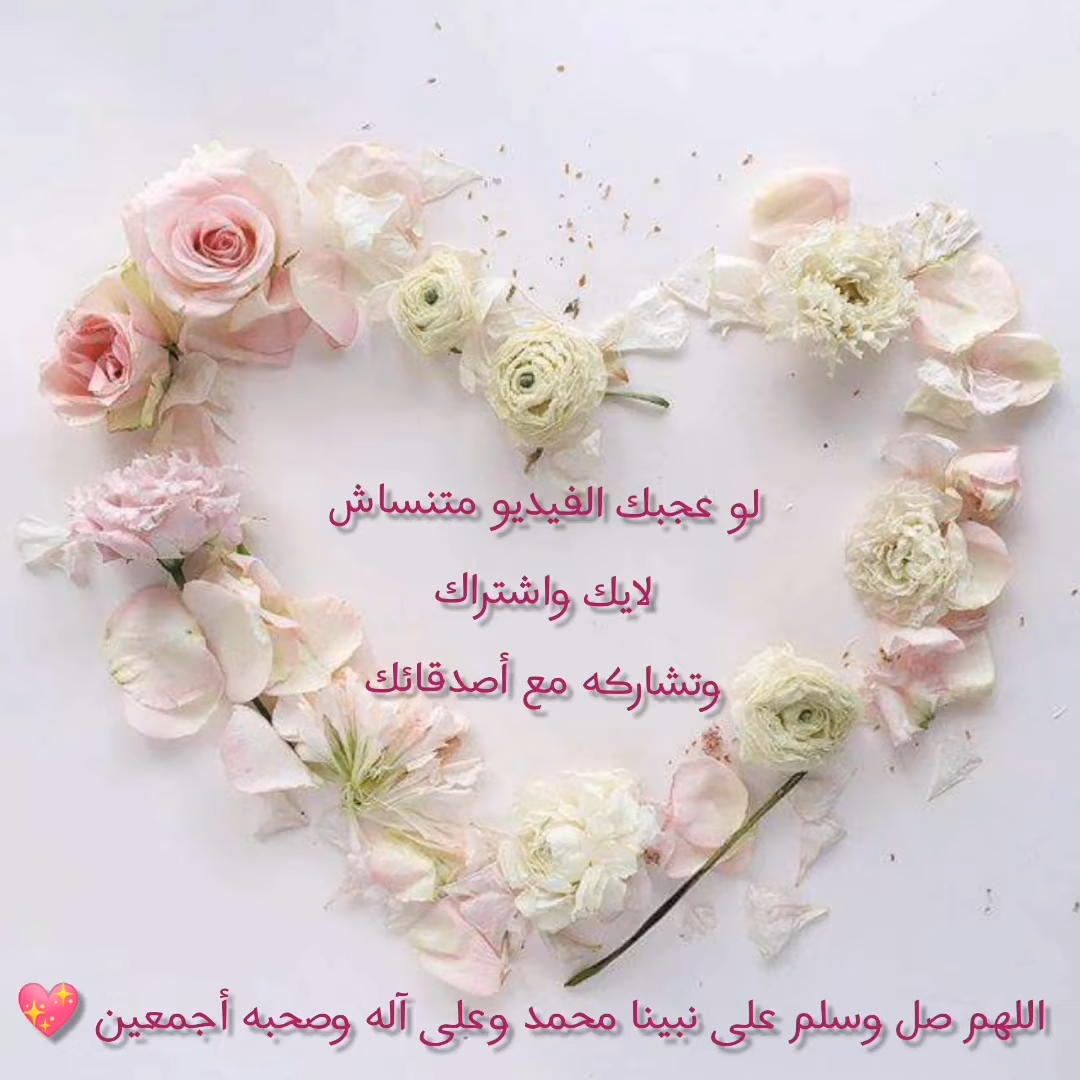 لو عجبك الفيديو متنساش
لايك واشتراك
وتشاركه مع أصدقائك
اللهم صل وسلم على نبينا محمد وعلى آله وصحبه أجمعين 💖